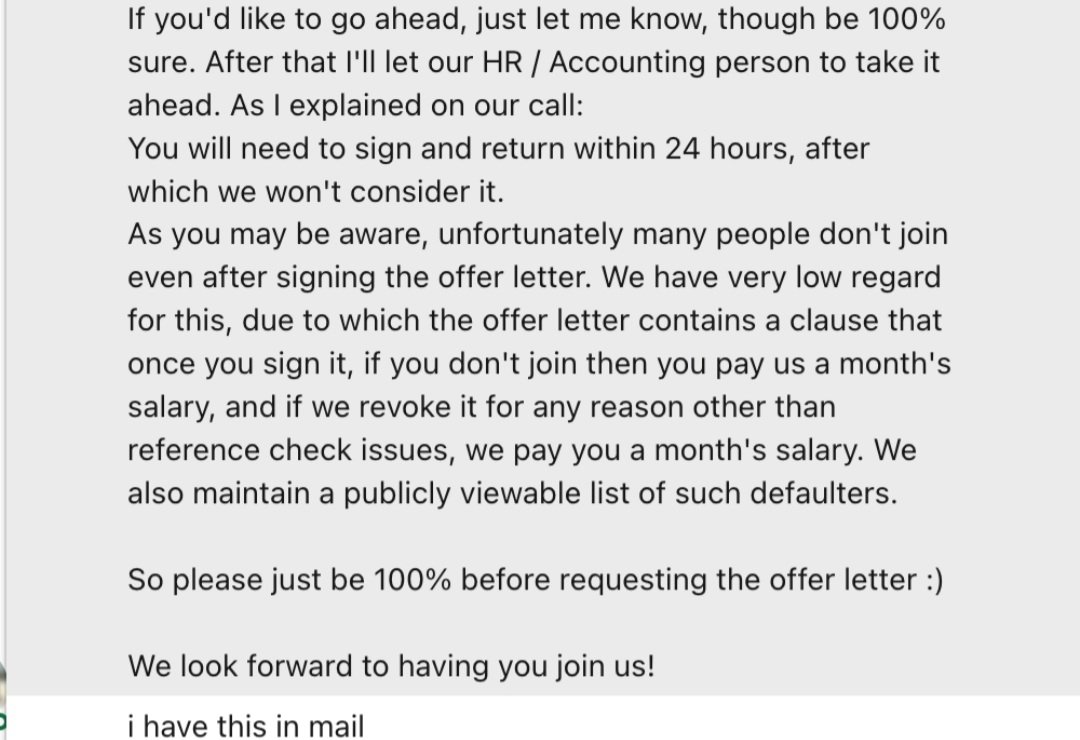 If you'd like to go ahead, just let me know, though be 100%
sure. After that I'll let our HR / Accounting person to take it
ahead. As I explained on our call:
You will need to sign and return within 24 hours, after
which we won't consider it.
As you may be aware, unfortunately many people don't join
even after signing the offer letter. We have very low regard
for this, due to which the offer letter contains a clause that
once you sign it, if you don't join then you pay us a month's
salary, and if we revoke it for any reason other than
reference check issues, we pay you a month's salary. We
also maintain a publicly viewable list of such defaulters.
So please just be 100% before requesting the offer letter :)
We look forward to having you join us!
i have this in mail